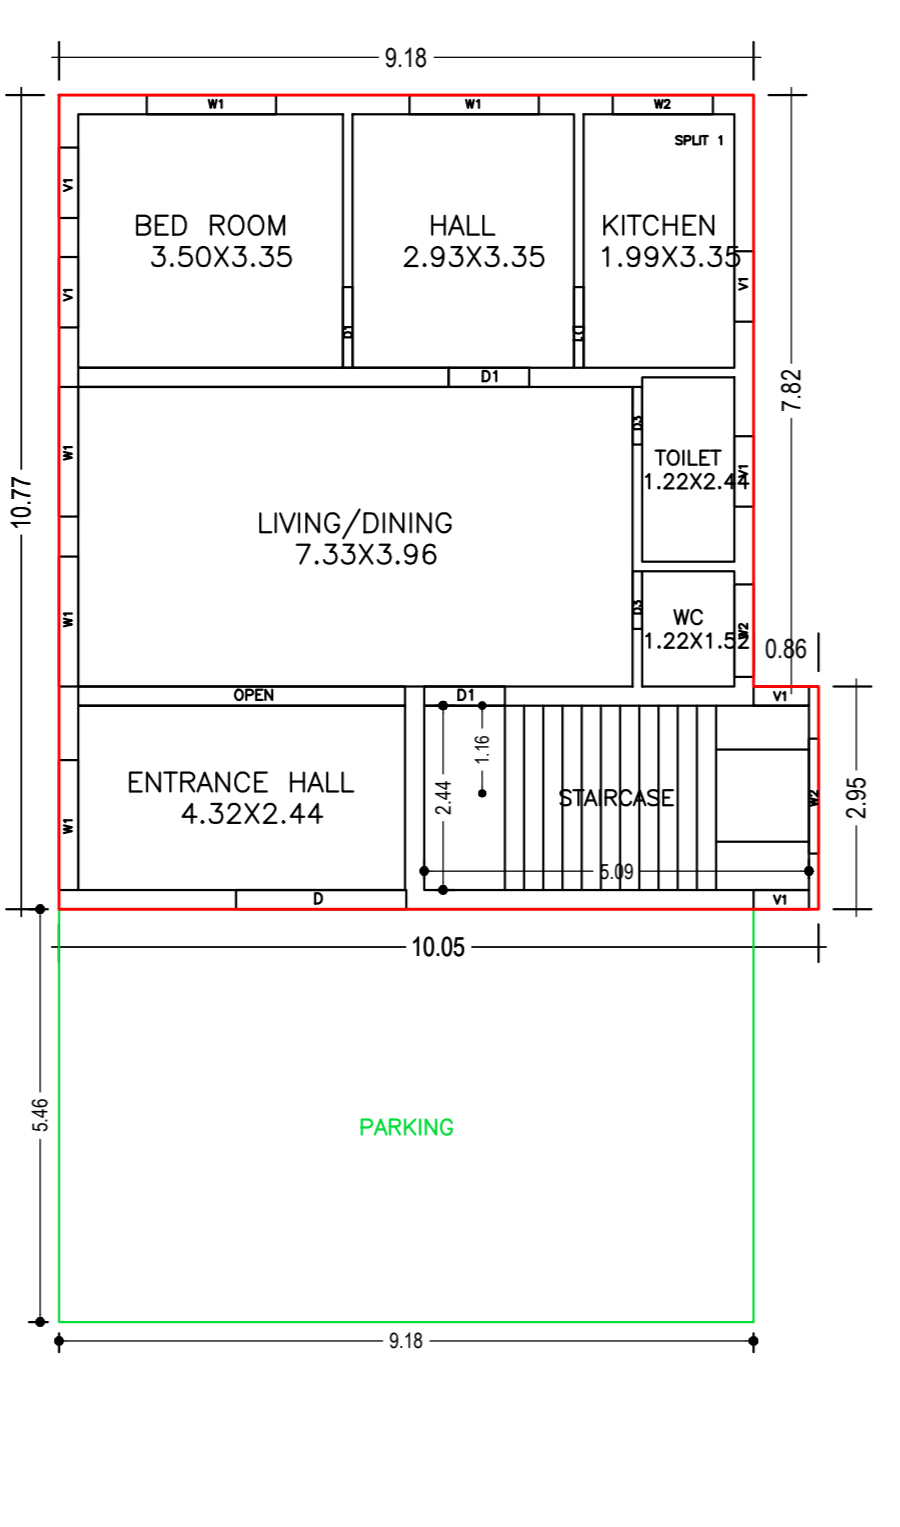 9.18
W1
W1
W2
SPLIT 1
V1
BED ROOM
3.50X3.35
HALL
2.93X3.35
KITCHEN
1.99X3.35
V1
V1
D1
D1
7.82
W1
D3
TOILET
1.22X2.44
V1
10.77
LIVING/DINING
7.33X3.96
W1
D3
WC
1.22X1.52
W2
0.86
OPEN
D1
V1
1.16
ENTRANCE HALL
4.32X2.44
2.44
STAIRCASE
W2
2.95
W1
5.09
D
V1
10.05
5.46
PARKING
9.18